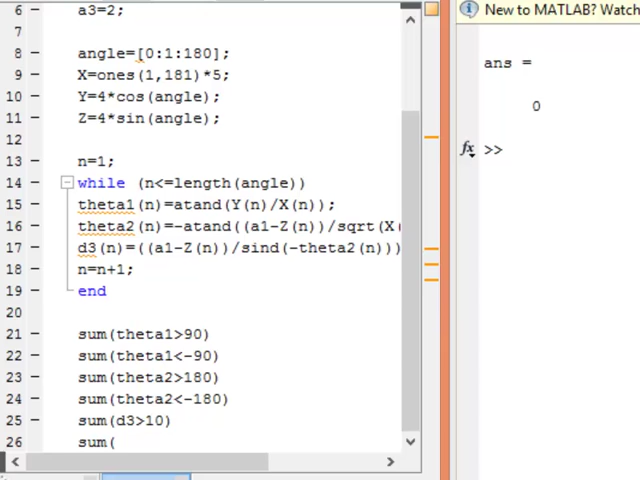 6 - a3=2;
7
8 - angle=[0:1:180];
9 - X=ones(1,181)*5;
10 - Y=4*cos(angle);
11 - Z=4*sin(angle);
12
13 - n=1;
14 - while (n<=length(angle))
15 - theta1(n)=atand(Y(n)/X(n));
16 - theta2(n)=-atand((a1-Z(n))/sqrt(X(
17 - d3(n)=((a1-Z(n))/sind(-theta2(n)))
18 - n=n+1;
19 - end
20
21 - sum(theta1>90)
22 - sum(theta1<-90)
23 - sum(theta2>180)
24 - sum(theta2<-180)
25 - sum(d3>10)
26 sum(
New to MATLAB? Watch
ans =
0
fx >>